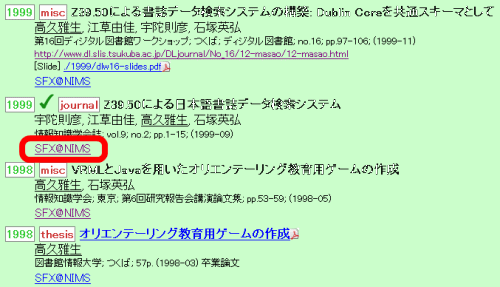 1999 misc Z39.50による書誌データ検索システムの構築: Dublin Coreを共通スキーマとして
高久雅生, 江草由佳, 宇陀則彦, 石塚英弘
第16回ディジタル図書館ワークショップ; つくば; ディジタル図書館; no.16; pp.97-106; (1999-11)
http://www.dl.slis.tsukuba.ac.jp/DLjournal/No_16/12-masao/12-masao.html
[Slide] ./1999/dlw16-slides.pdf
SFX@NIMS
1999 ✓ journal Z39.50による日本語書誌データ検索システム
宇陀則彦, 江草由佳, 高久雅生, 石塚英弘
情報知識学会誌; vol.9; no.2; pp.1-15; (1999-09)
SFX@NIMS
1998 misc VRMLとJavaを用いたオリエンテーリング教育用ゲームの作成
高久雅生, 石塚英弘
情報知識学会; 東京; 第6回研究報告会講演論文集; pp.53-59; (1998-05)
SFX@NIMS
1998 thesis オリエンテーリング教育用ゲームの作成
高久雅生
図書館情報大学; つくば; 57p. (1998-03) 卒業論文
SFX@NIMS